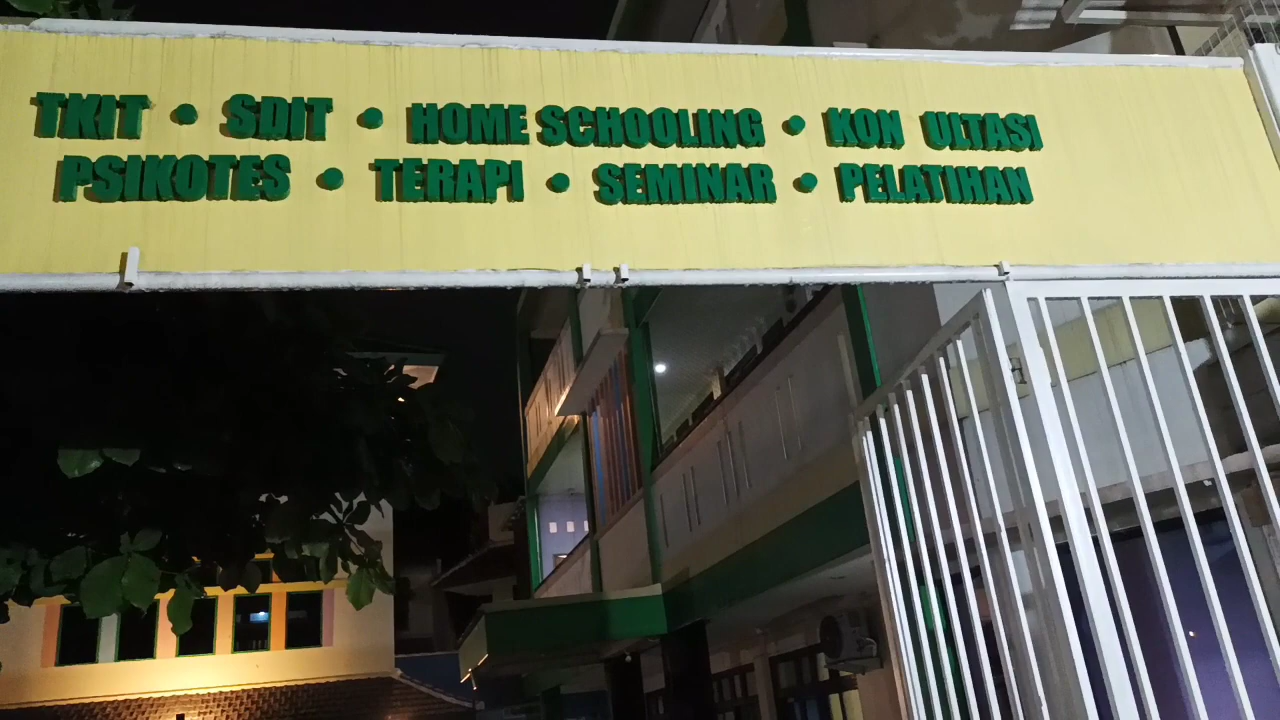 TKIT • SDIT • HOME SCHOOLING • KON ULTASI
PSIKOTES • TERAPI • SEMINAR • PELATIHAN